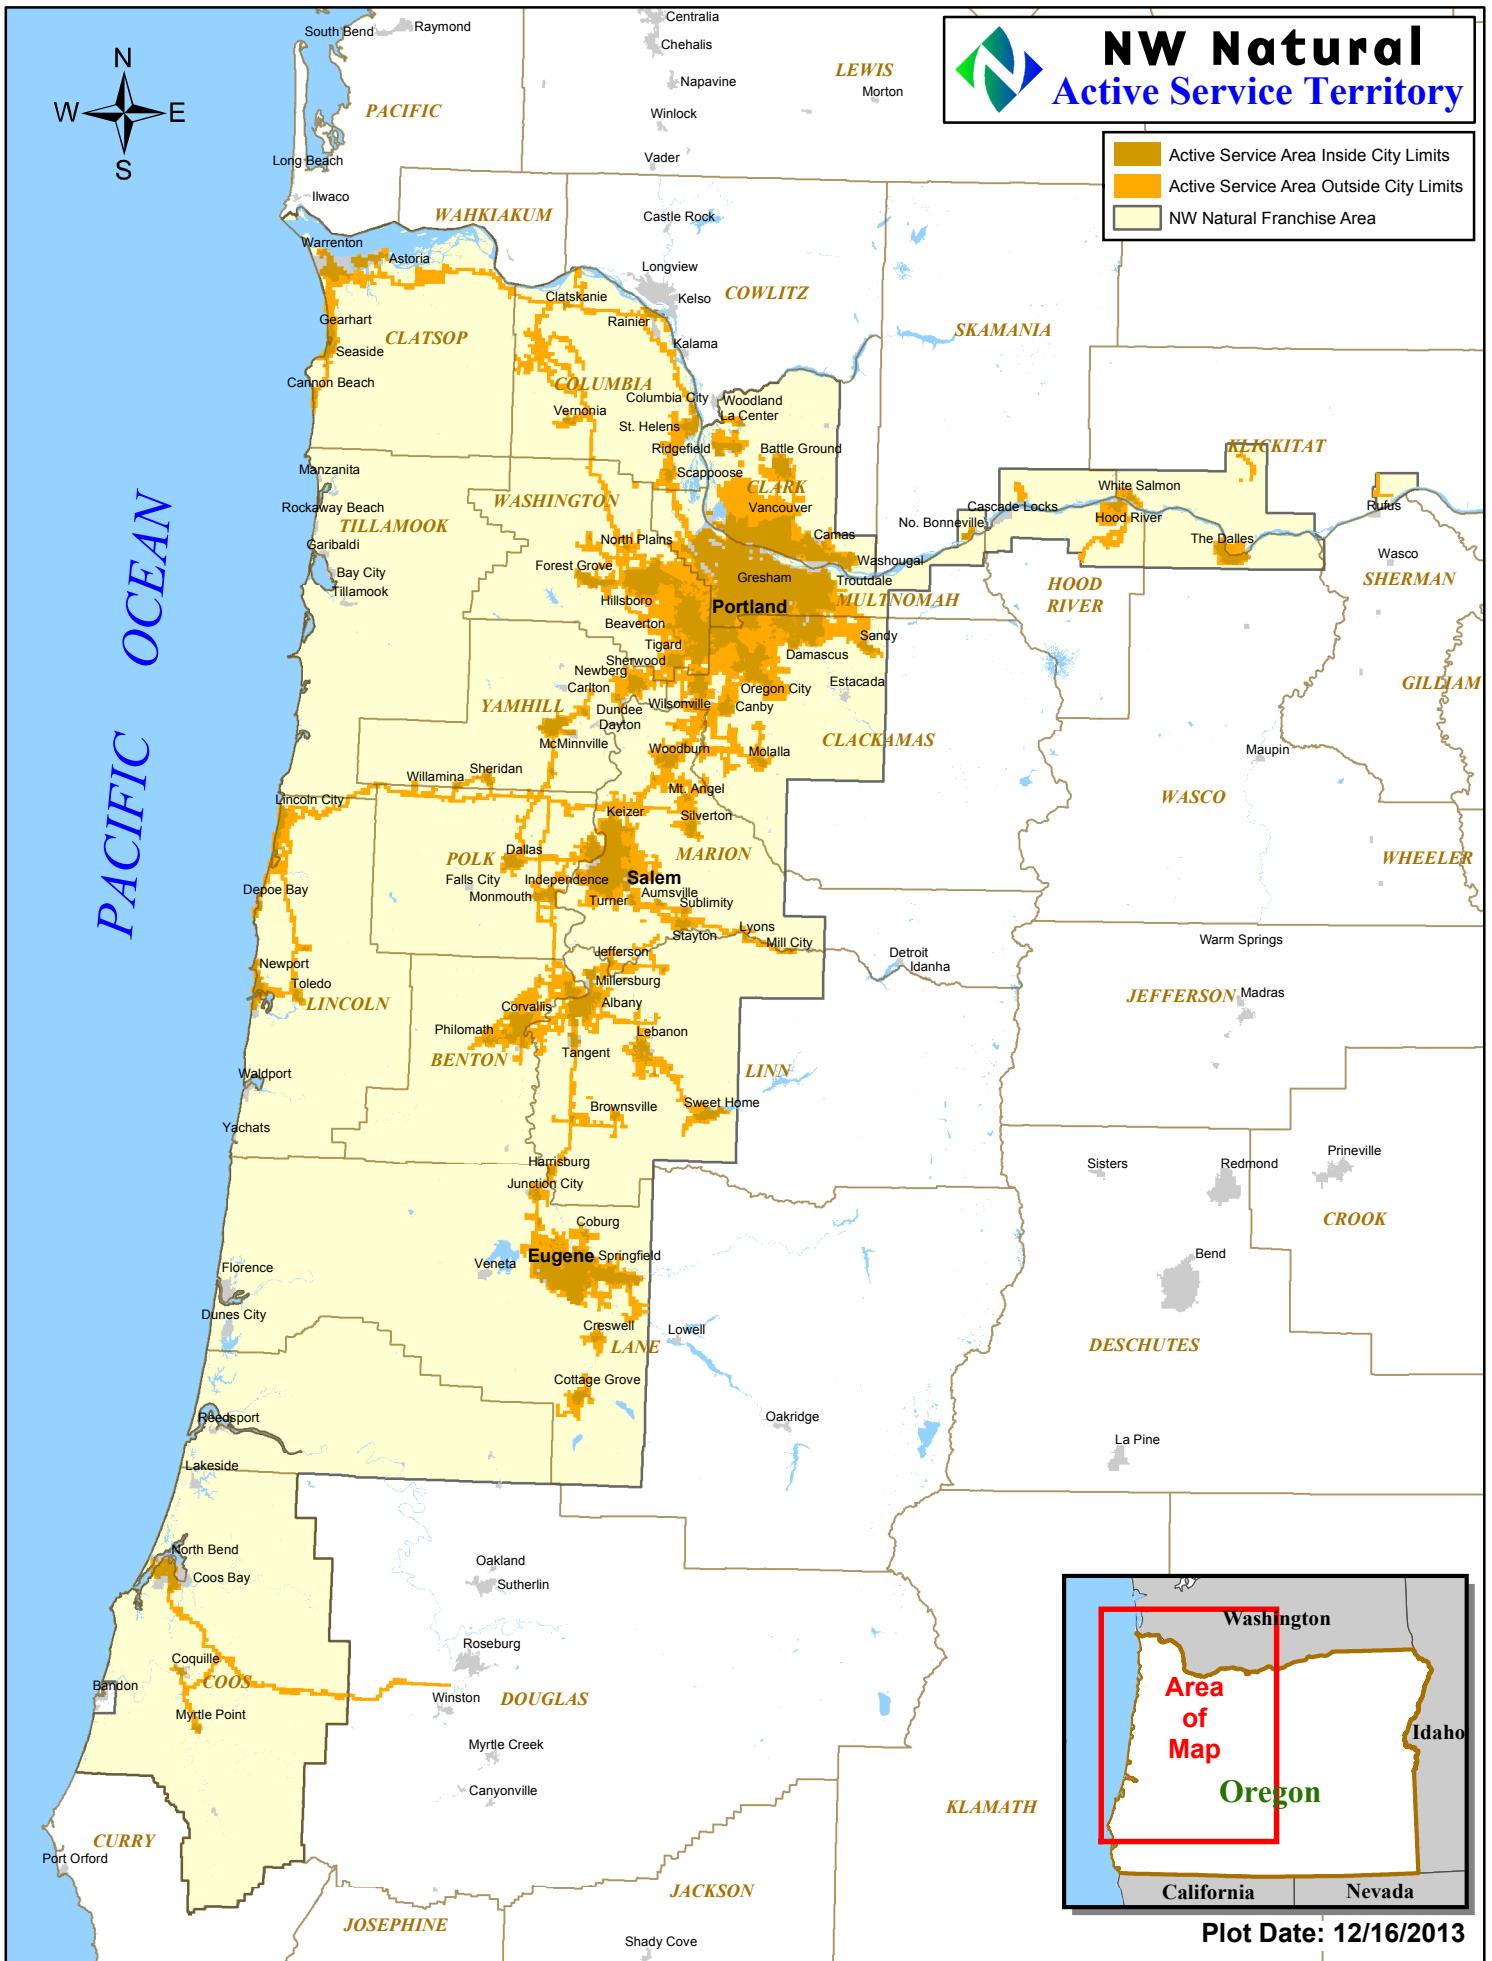 NW Natural
Active Service Territory
Active Service Area Inside City Limits
Active Service Area Outside City Limits
NW Natural Franchise Area
N
W
E
S
South Bend
Raymond
Centralia
Chehalis
LEWIS
Napavine
Morton
PACIFIC
Winlock
Vader
Long Beach
Ilwaco
WAHKIAKUM
Castle Rock
Warrenton
Astoria
Longview
COWLITZ
Clatskanie
Kelso
Gearhart
Rainier
SKAMANIA
CLATSOP
Kalama
Seaside
Cannon Beach
COLUMBIA
Columbia City
Woodland
Vernonia
La Center
St. Helens
Ridgefield
Battle Ground
KLICKITAT
Manzanita
Scappoose
CLARK
White Salmon
WASHINGTON
Vancouver
Rockaway Beach
Cascade Locks
Rufus
TILLAMOOK
No. Bonneville
Hood River
North Plains
Camas
The Dalles
Garibaldi
Wasco
Forest Grove
Washougal
Bay City
Gresham
Troutdale
HOOD
RIVER
SHERMAN
Tillamook
Hillsboro
MULTNOMAH
Portland
Beaverton
Sandy
Tigard
Damascus
Sherwood
Newberg
Carlton
Oregon City
Estacada
GILLIAM
YAMHILL
Dundee
Wilsonville
Canby
Dayton
McMinnville
CLACKAMAS
Woodburn
Molalla
Maupin
Sheridan
Willamina
Mt. Angel
WASCO
Lincoln City
Keizer
Silverton
POLK
Dallas
MARION
WHEELER
Falls City
Independence
Salem
Depoe Bay
Monmouth
Aumsville
Turner
Sublimity
Lyons
Stayton
Mill City
Warm Springs
Jefferson
Detroit
Newport
Idanha
Toledo
Millersburg
LINCOLN
Corvallis
Albany
JEFFERSON
Madras
Philomath
Lebanon
BENTON
Tangent
LINN
Waldport
Brownsville
Sweet Home
Yachats
Harrisburg
Sisters
Redmond
Prineville
Junction City
Coburg
CROOK
Eugene
Springfield
Veneta
Bend
Florence
Dunes City
Creswell
Lowell
LANE
DESCHUTES
Cottage Grove
Reedsport
Oakridge
La Pine
Lakeside
North Bend
Oakland
Coos Bay
Sutherlin
Roseburg
Coquille
COOS
Bandon
Winston
DOUGLAS
Myrtle Point
Myrtle Creek
Canyonville
KLAMATH
CURRY
Port Orford
JACKSON
JOSEPHINE
Shady Cove
PACIFIC OCEAN
Washington
Area
of
Map
Idaho
Oregon
California
Nevada
Plot Date: 12/16/2013